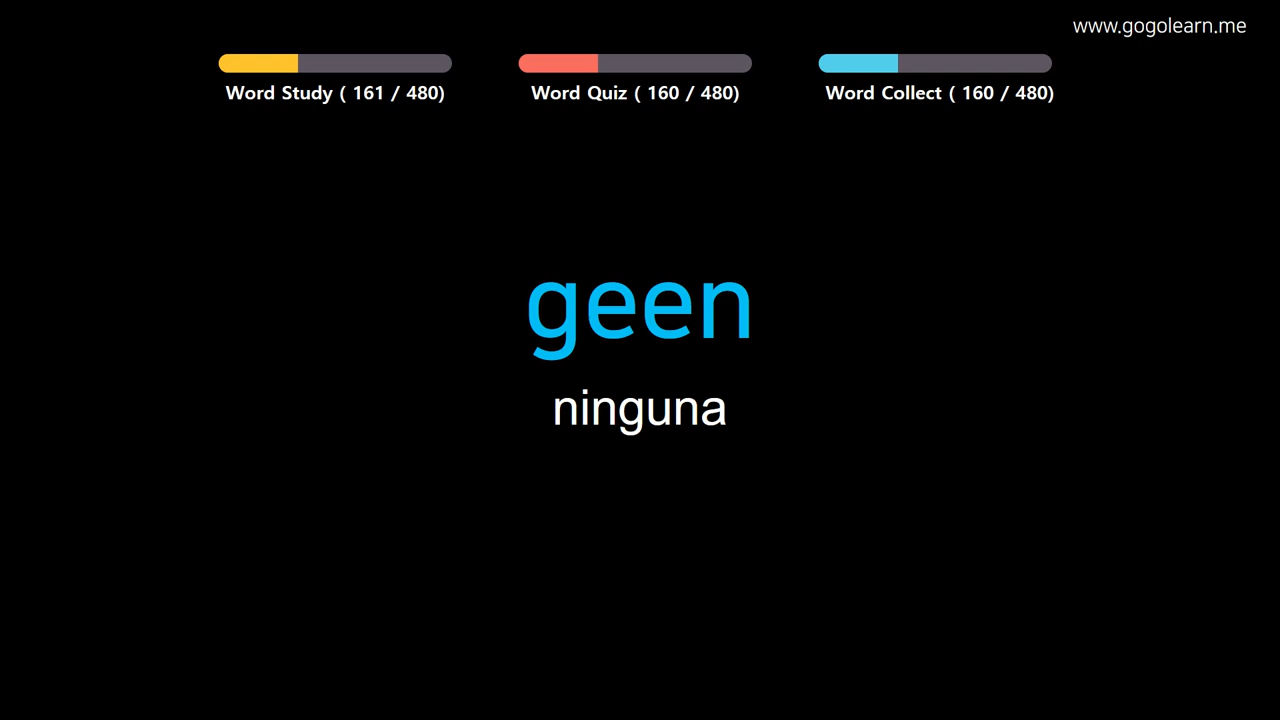 www.gogolearn.me
Word Study ( 161 / 480)
Word Quiz ( 160 / 480)
Word Collect ( 160 / 480)
geen
ninguna